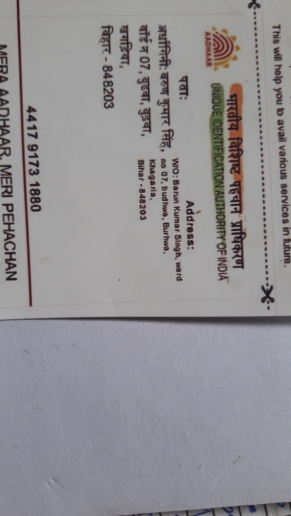 This will help you to avail various services in future.
भारतीय विशिष्ट पहचान प्राधिकरण
UNIQUE IDENTIFICATION AUTHORITY OF INDIA
AADHAAR
पता:
अर्धांगिनी: बरुण कुमार सिंह,
वॉर्ड न 07, बुढवा, बुढवा,
खगड़िया,
बिहार - 848203
Address:
W/O: Barun Kumar Singh, ward
no 07, budhwa, Burhwa,
Khagaria,
Bihar - 848203
4417 9173 1880
MERA AADHAAR, MERI PEHACHAN